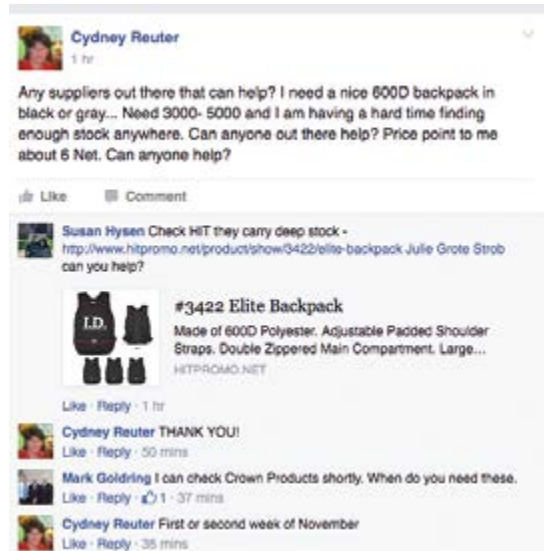 Cydney Reuter
1 hr
Any suppliers out there that can help? I need a nice 600D backpack in
black or gray... Need 3000- 5000 and I am having a hard time finding
enough stock anywhere. Can anyone out there help? Price point to me
about 6 Net. Can anyone help?
Like Comment
Susan Hysen Check HIT they carry deep stock -
http://www.hitpromo.net/product/show/3422/elite-backpack Julie Grote Strob
can you help?
I.D.
#3422 Elite Backpack
Made of 600D Polyester. Adjustable Padded Shoulder
Straps. Double Zippered Main Compartment. Large...
HITPROMO.NET
Like · Reply · 1 hr
Cydney Reuter THANK YOU!
Like · Reply · 50 mins
Mark Goldring I can check Crown Products shortly. When do you need these.
Like · Reply · 1 · 37 mins
Cydney Reuter First or second week of November
Like · Reply · 35 mins